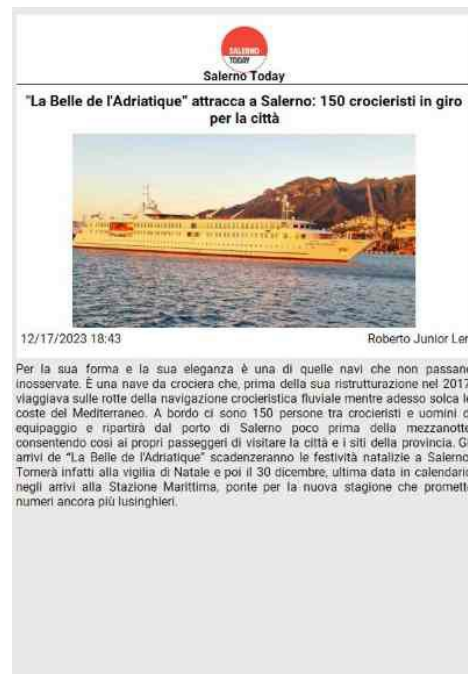 SALERNO
TODAY
Salerno Today
"La Belle de l'Adriatique" attracca a Salerno: 150 crocieristi in giro
per la città
12/17/2023 18:43
Roberto Junior Ler
Per la sua forma e la sua eleganza è una di quelle navi che non passano
inosservate. È una nave da crociera che, prima della sua ristrutturazione nel 2017
viaggiava sulle rotte della navigazione crocieristica fluviale mentre adesso solca le
coste del Mediterraneo. A bordo ci sono 150 persone tra crocieristi e uomini d
equipaggio e ripartirà dal porto di Salerno poco prima della mezzanotte
consentendo così ai propri passeggeri di visitare la città e i siti della provincia. G
arrivi de "La Belle de l'Adriatique" scadenzeranno le festività natalizie a Salerno
Tornerà infatti alla vigilia di Natale e poi il 30 dicembre, ultima data in calendario
negli arrivi alla Stazione Marittima, ponte per la nuova stagione che promette
numeri ancora più lusinghieri.